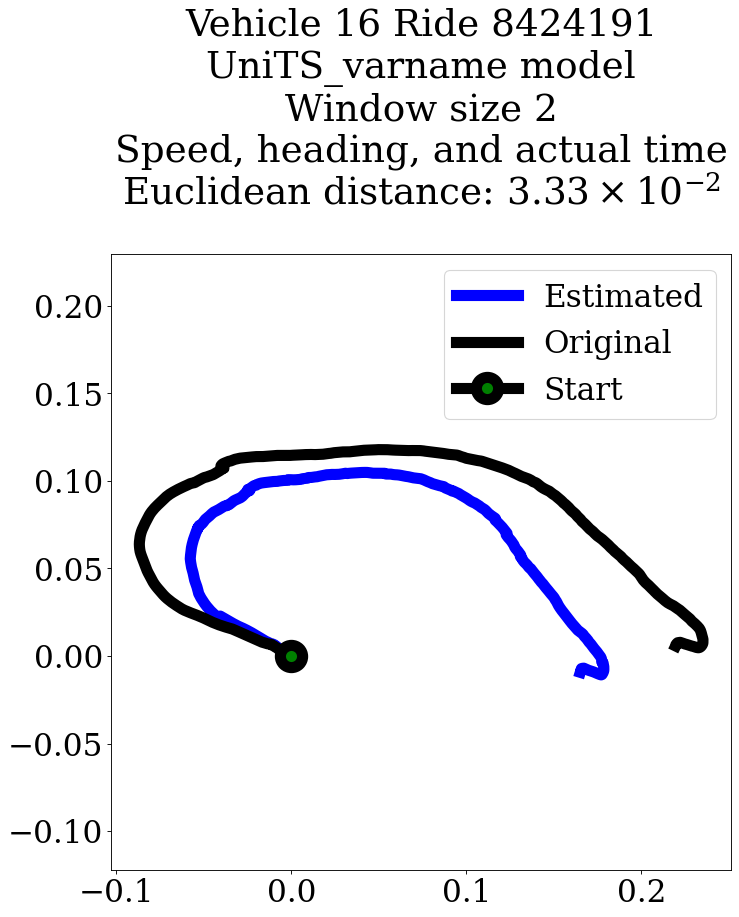 Vehicle 16 Ride 8424191
UniTS_varname model
Window size 2
Speed, heading, and actual time
Euclidean distance: 3.33 × 10⁻²
Estimated
Original
Start
0.20
0.15
0.10
0.05
0.00
−0.05
−0.10
−0.1 0.0 0.1 0.2